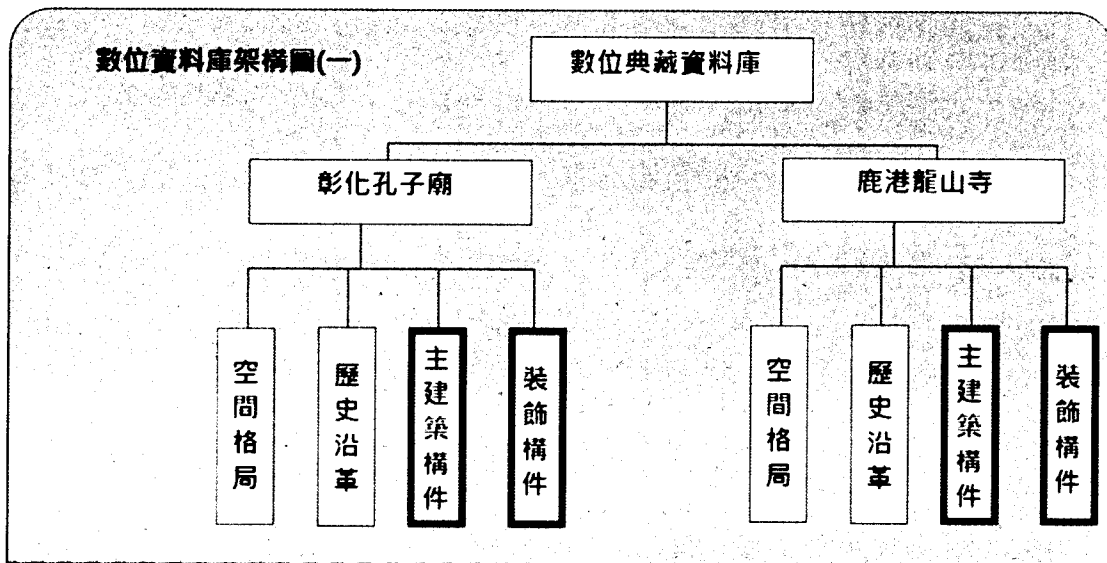 數位資料庫架構圖(一)
數位典藏資料庫
彰化孔子廟
鹿港龍山寺
空間格局
歷史沿革
主建築構件
裝飾構件
空間格局
歷史沿革
主建築構件
裝飾構件